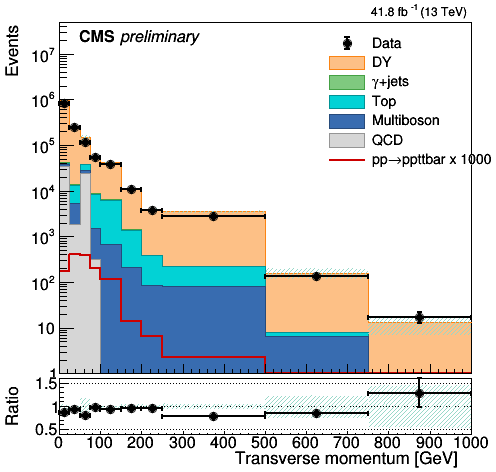 41.8 fb⁻¹ (13 TeV)
CMS preliminary
Events
Data
DY
γ+jets
Top
Multiboson
QCD
pp→ppttbar x 1000
10⁶
10⁵
10⁴
10³
10²
10
1
Ratio
1.5
1
0.5
0 100 200 300 400 500 600 700 800 900 1000
Transverse momentum [GeV]